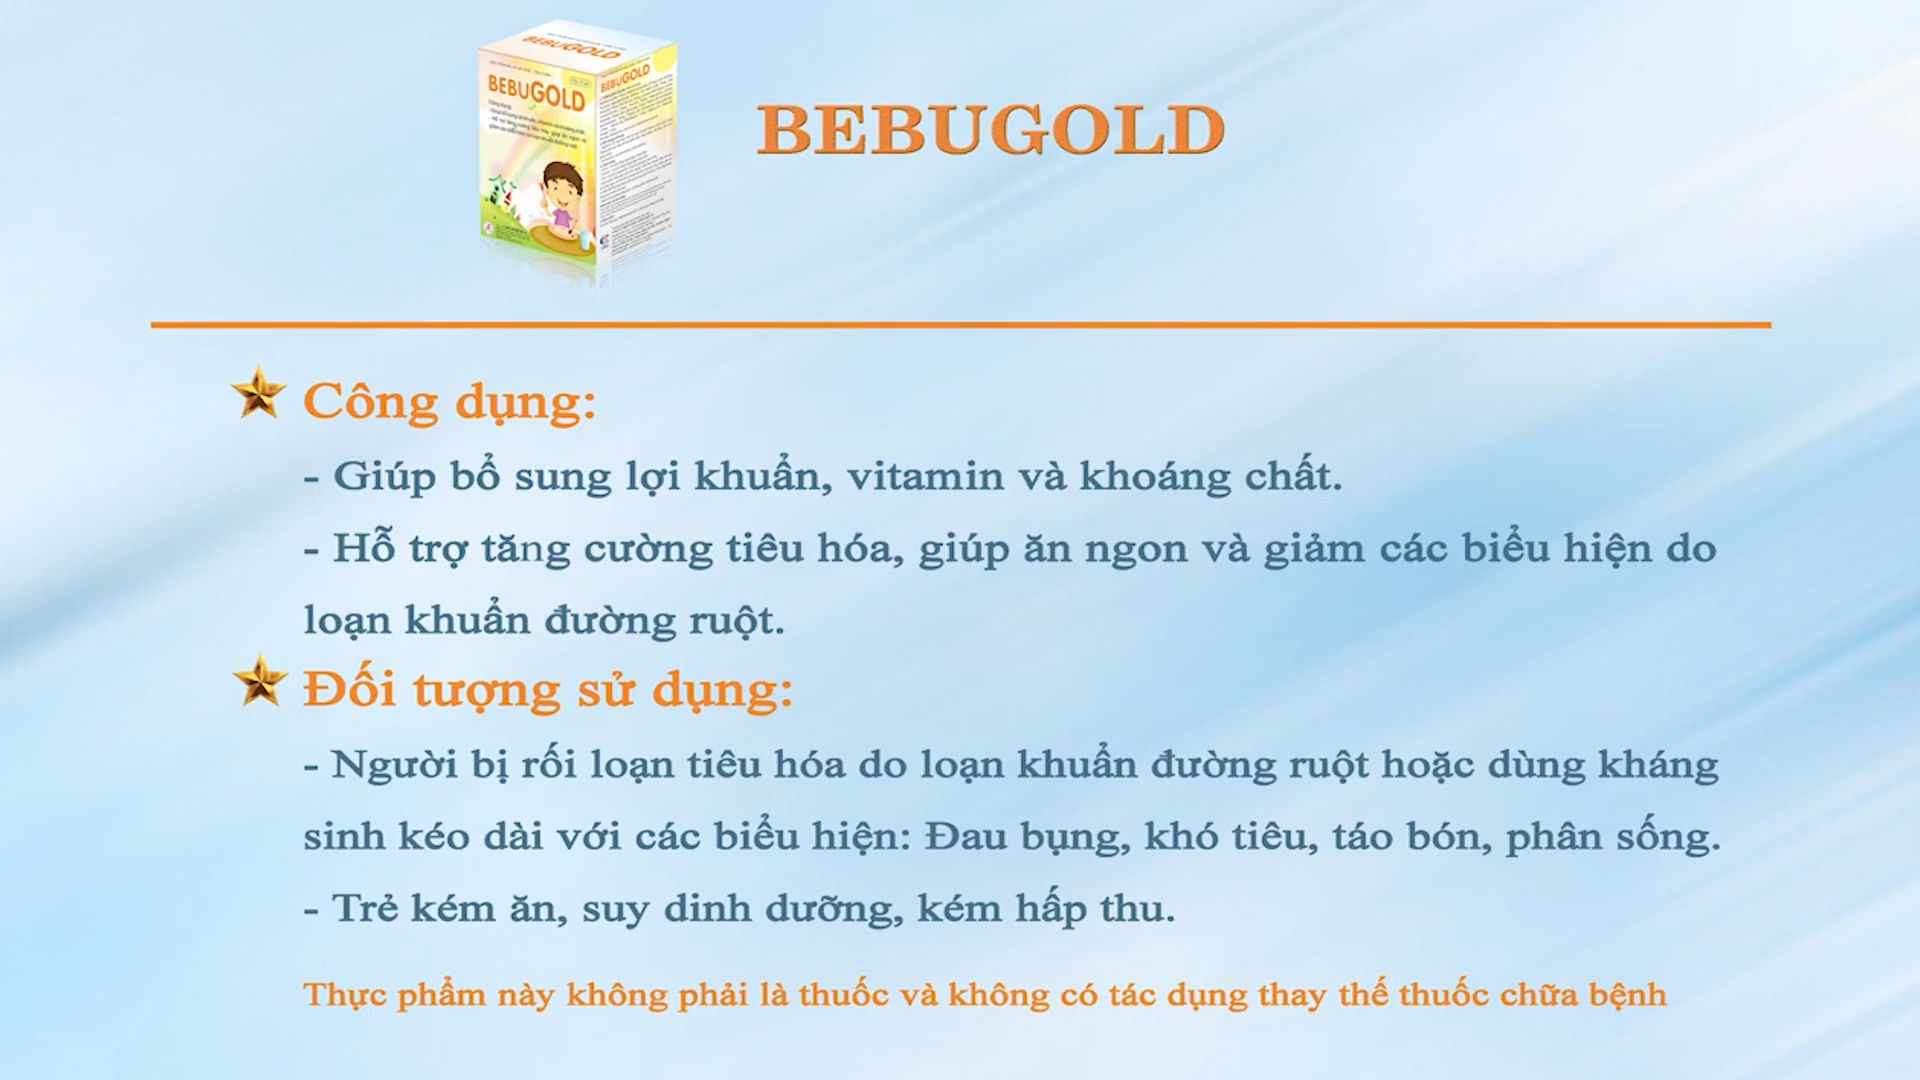 BEBUGOLD
BEBUGOLD
BEBUGOLD
BEBUGOLD
Công dụng:
- Giúp bổ sung lợi khuẩn, vitamin và khoáng chất.
- Hỗ trợ tăng cường tiêu hóa, giúp ăn ngon và giảm các biểu hiện do
loạn khuẩn đường ruột.
Đối tượng sử dụng:
- Người bị rối loạn tiêu hóa do loạn khuẩn đường ruột hoặc dùng kháng
sinh kéo dài với các biểu hiện: Đau bụng, khó tiêu, táo bón, phân sống.
- Trẻ kém ăn, suy dinh dưỡng, kém hấp thu.
Thực phẩm này không phải là thuốc và không có tác dụng thay thế thuốc chữa bệnh